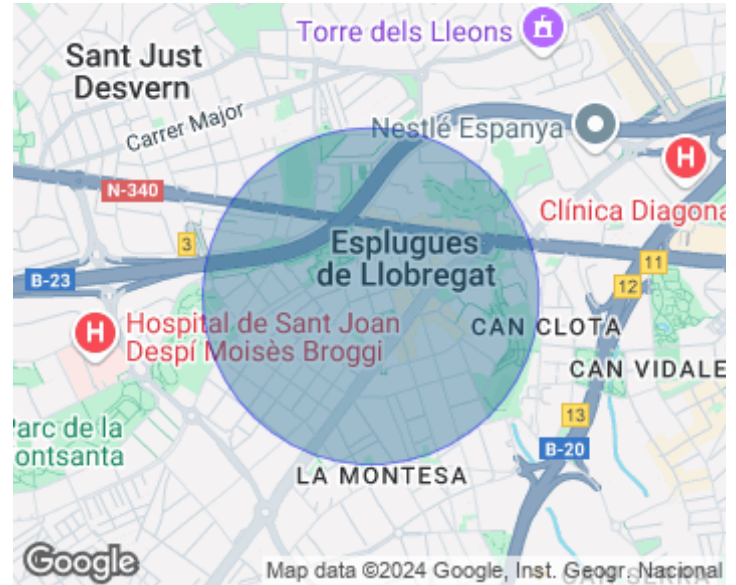 Torre dels Lleons
Sant Just
Desvern
Carrer Major
Nestlé Espanya
N-340
Clínica Diagona
3
Esplugues
de Llobregat
11
B-23
12
Hospital de Sant Joan
Despí Moisès Broggi
H
H
CAN CLOTA
CAN VIDALE
13
Parc de la
ontsanta
B-20
LA MONTESA
Google
Map data ©2024 Google, Inst. Geogr. Nacional